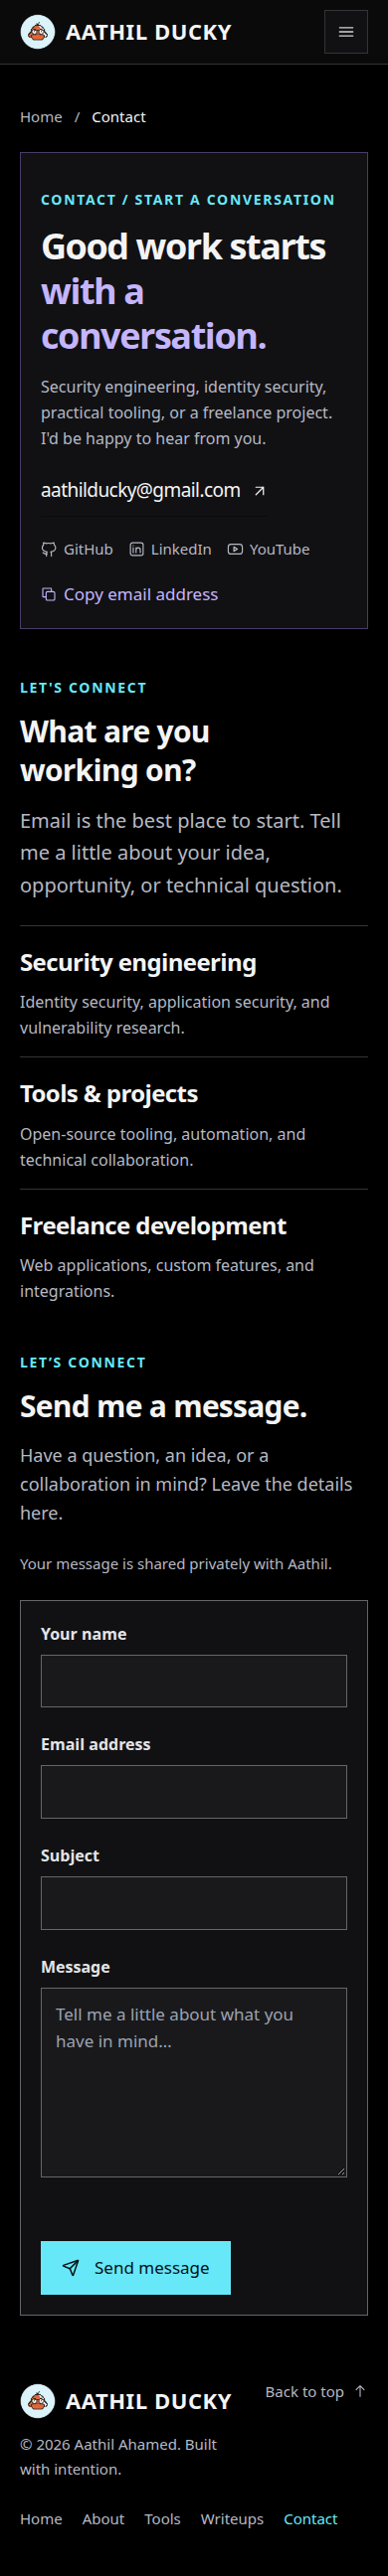 AATHIL DUCKY
Home / Contact
CONTACT / START A CONVERSATION
Good work starts
with a
conversation.
Security engineering, identity security,
practical tooling, or a freelance project.
I'd be happy to hear from you.
aathilducky@gmail.com
GitHub LinkedIn YouTube
Copy email address
LET'S CONNECT
What are you
working on?
Email is the best place to start. Tell
me a little about your idea,
opportunity, or technical question.
Security engineering
Identity security, application security, and
vulnerability research.
Tools & projects
Open-source tooling, automation, and
technical collaboration.
Freelance development
Web applications, custom features, and
integrations.
LET’S CONNECT
Send me a message.
Have a question, an idea, or a
collaboration in mind? Leave the details
here.
Your message is shared privately with Aathil.
Your name
Email address
Subject
Message
Tell me a little about what you
have in mind...
Send message
AATHIL DUCKY
Back to top
© 2026 Aathil Ahamed. Built
with intention.
Home About Tools Writeups Contact